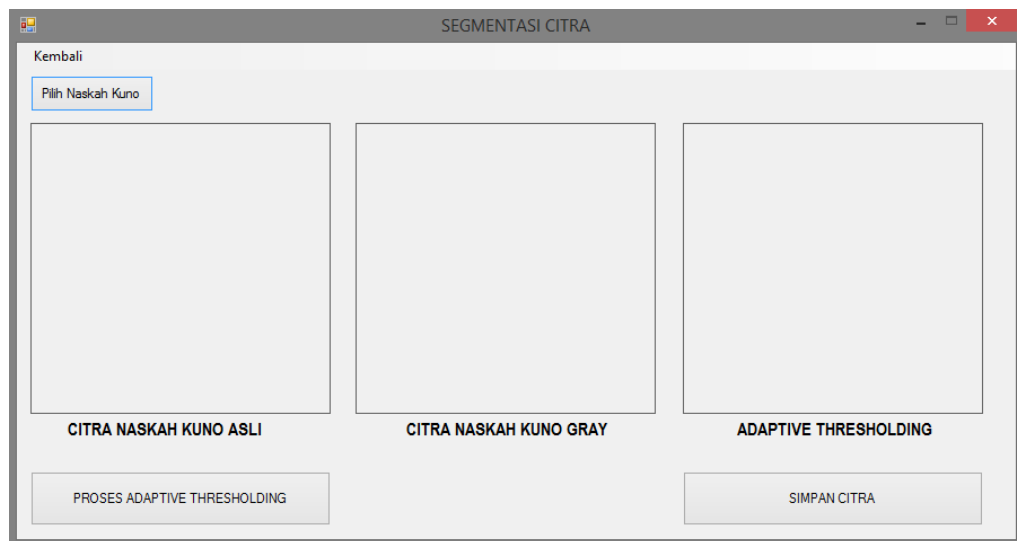 SEGMENTASI CITRA
Kembali
Pilih Naskah Kuno
CITRA NASKAH KUNO ASLI
CITRA NASKAH KUNO GRAY
ADAPTIVE THRESHOLDING
PROSES ADAPTIVE THRESHOLDING
SIMPAN CITRA